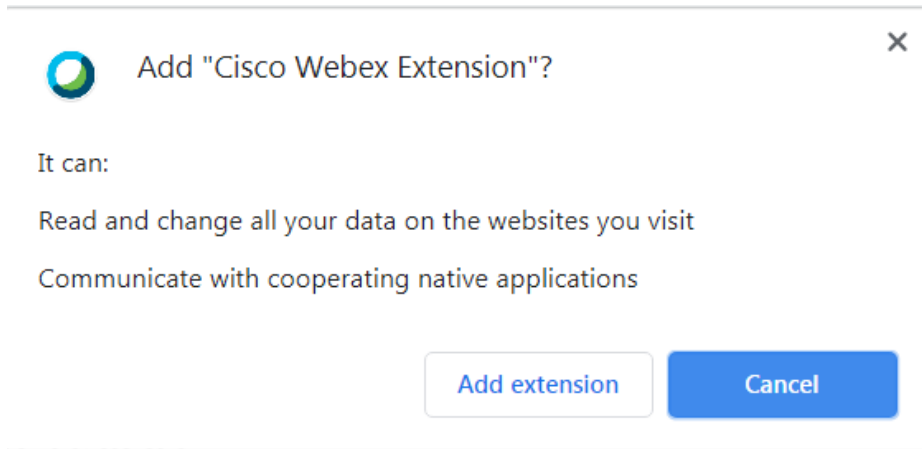 Add "Cisco Webex Extension"?
It can:
Read and change all your data on the websites you visit
Communicate with cooperating native applications
Add extension
Cancel